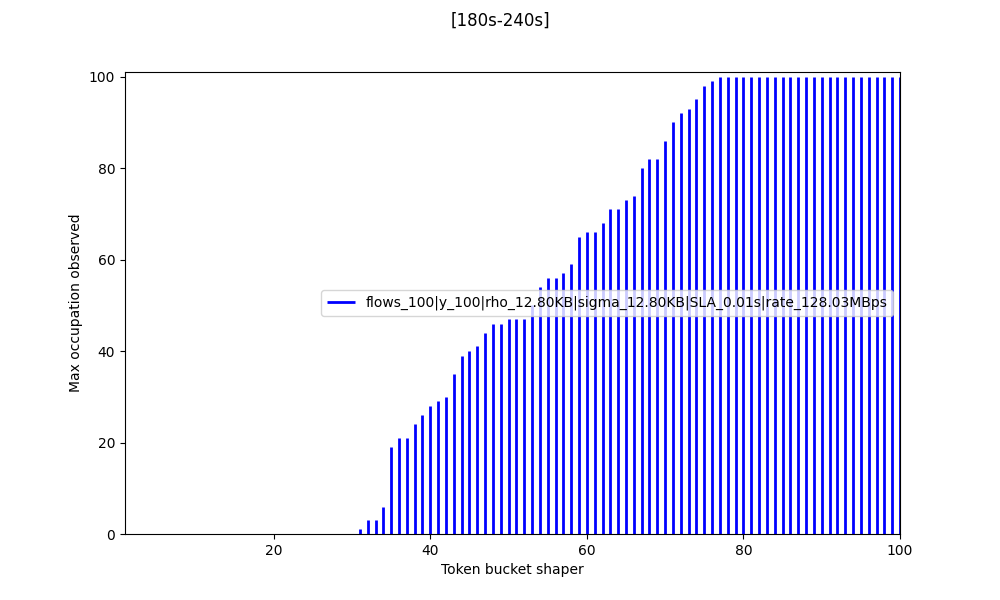 [180s-240s]
100
80
60
40
20
0
Max occupation observed
flows_100|y_100|rho_12.80KB|sigma_12.80KB|SLA_0.01s|rate_128.03MBps
20 40 60 80 100
Token bucket shaper